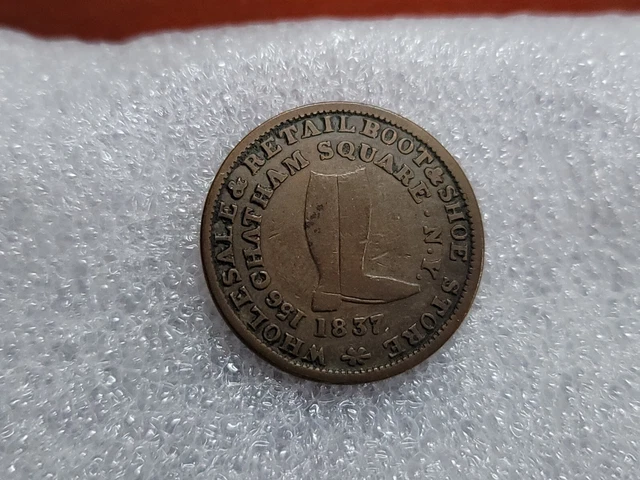 WHOLESALE & RETAIL BOOT & SHOE STORE
156 CHATHAM SQUARE · N.Y.
1837.